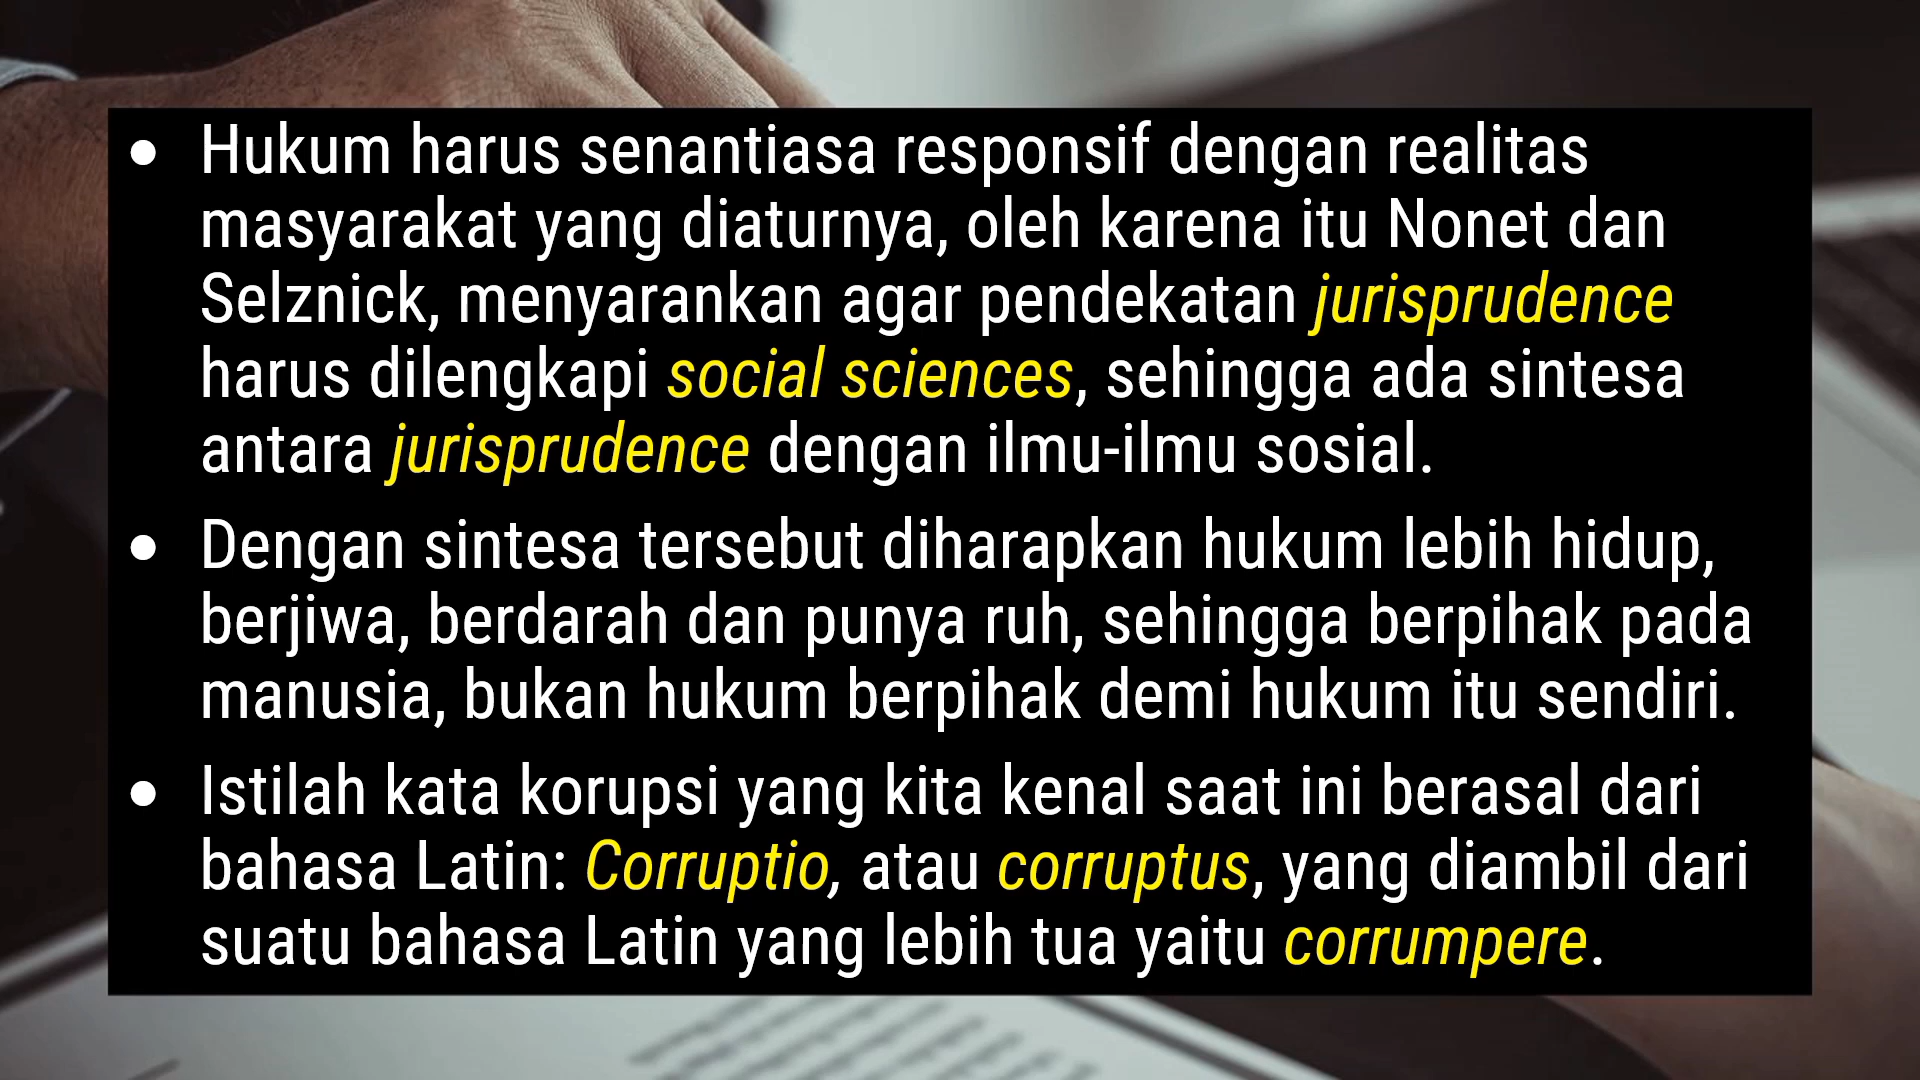 • Hukum harus senantiasa responsif dengan realitas
masyarakat yang diaturnya, oleh karena itu Nonet dan
Selznick, menyarankan agar pendekatan jurisprudence
harus dilengkapi social sciences, sehingga ada sintesa
antara jurisprudence dengan ilmu-ilmu sosial.
• Dengan sintesa tersebut diharapkan hukum lebih hidup,
berjiwa, berdarah dan punya ruh, sehingga berpihak pada
manusia, bukan hukum berpihak demi hukum itu sendiri.
• Istilah kata korupsi yang kita kenal saat ini berasal dari
bahasa Latin: Corruptio, atau corruptus, yang diambil dari
suatu bahasa Latin yang lebih tua yaitu corrumpere.